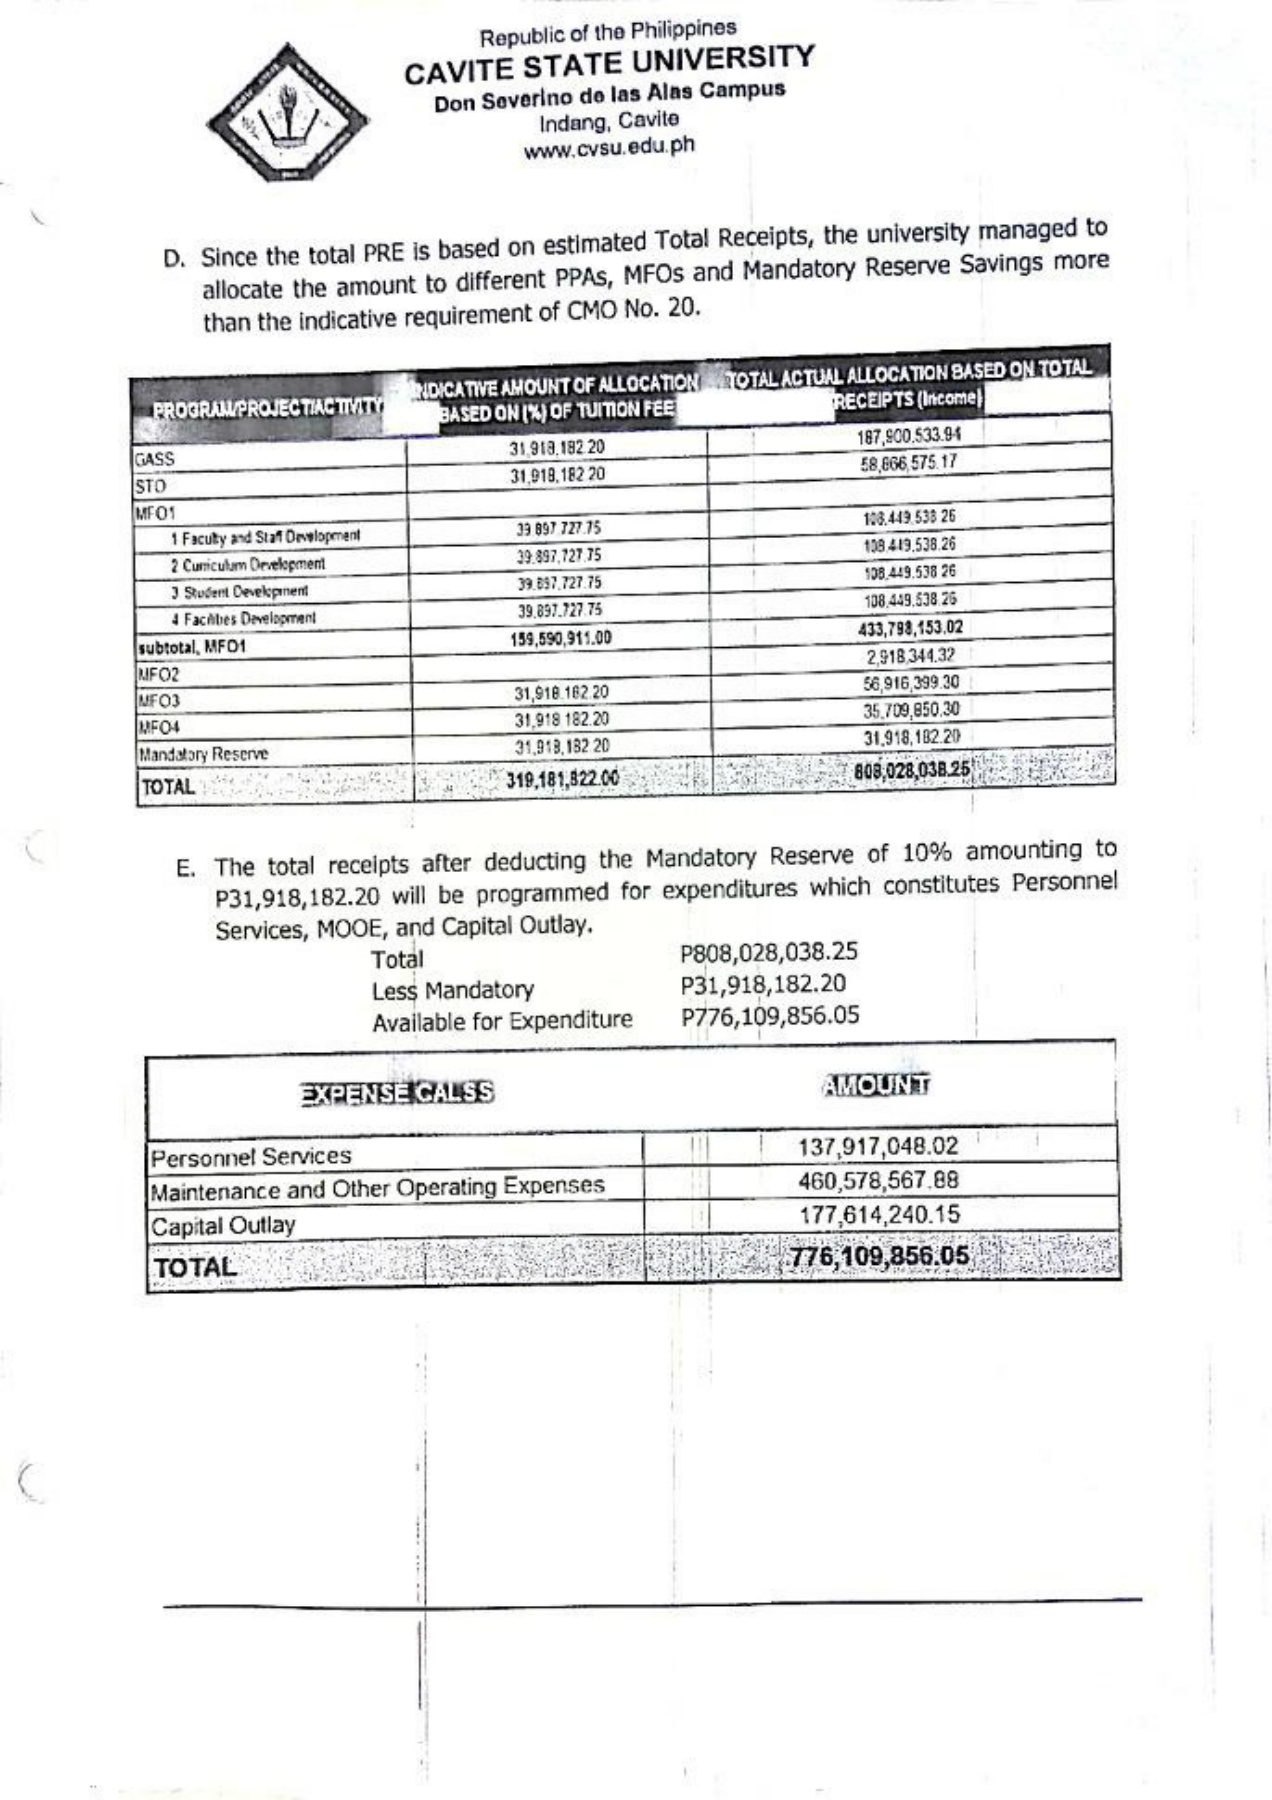 Republic of the Philippines
CAVITE STATE UNIVERSITY
Don Severino de las Alas Campus
Indang, Cavite
www.cvsu.edu.ph
D. Since the total PRE is based on estimated Total Receipts, the university managed to
allocate the amount to different PPAs, MFOs and Mandatory Reserve Savings more
than the indicative requirement of CMO No. 20.
PROGRAM/PROJECT/ACTIVITY INDICATIVE AMOUNT OF ALLOCATION BASED ON (%) OF TUITION FEE TOTAL ACTUAL ALLOCATION BASED ON TOTAL RECEIPTS (Income)
GASS 31,918,182.20 187,900,533.94
STO 31,918,182.20 58,866,575.17
MFO1
1 Faculty and Staff Development 39,897,727.75 108,449,538.26
2 Curriculum Development 39,897,727.75 108,449,538.26
3 Student Development 39,897,727.75 108,449,538.26
4 Facilities Development 39,897,727.75 108,449,538.26
subtotal, MFO1 159,590,911.00 433,798,153.02
MFO2 2,918,344.32
MFO3 31,918,182.20 56,916,399.30
MFO4 31,918,182.20 35,709,850.30
Mandatory Reserve 31,918,182.20 31,918,182.20
TOTAL 319,181,822.00 808,028,038.25
E. The total receipts after deducting the Mandatory Reserve of 10% amounting to
P31,918,182.20 will be programmed for expenditures which constitutes Personnel
Services, MOOE, and Capital Outlay.
Total P808,028,038.25
Less Mandatory P31,918,182.20
Available for Expenditure P776,109,856.05
EXPENSE CALSS AMOUNT
Personnel Services 137,917,048.02
Maintenance and Other Operating Expenses 460,578,567.88
Capital Outlay 177,614,240.15
TOTAL 776,109,856.05